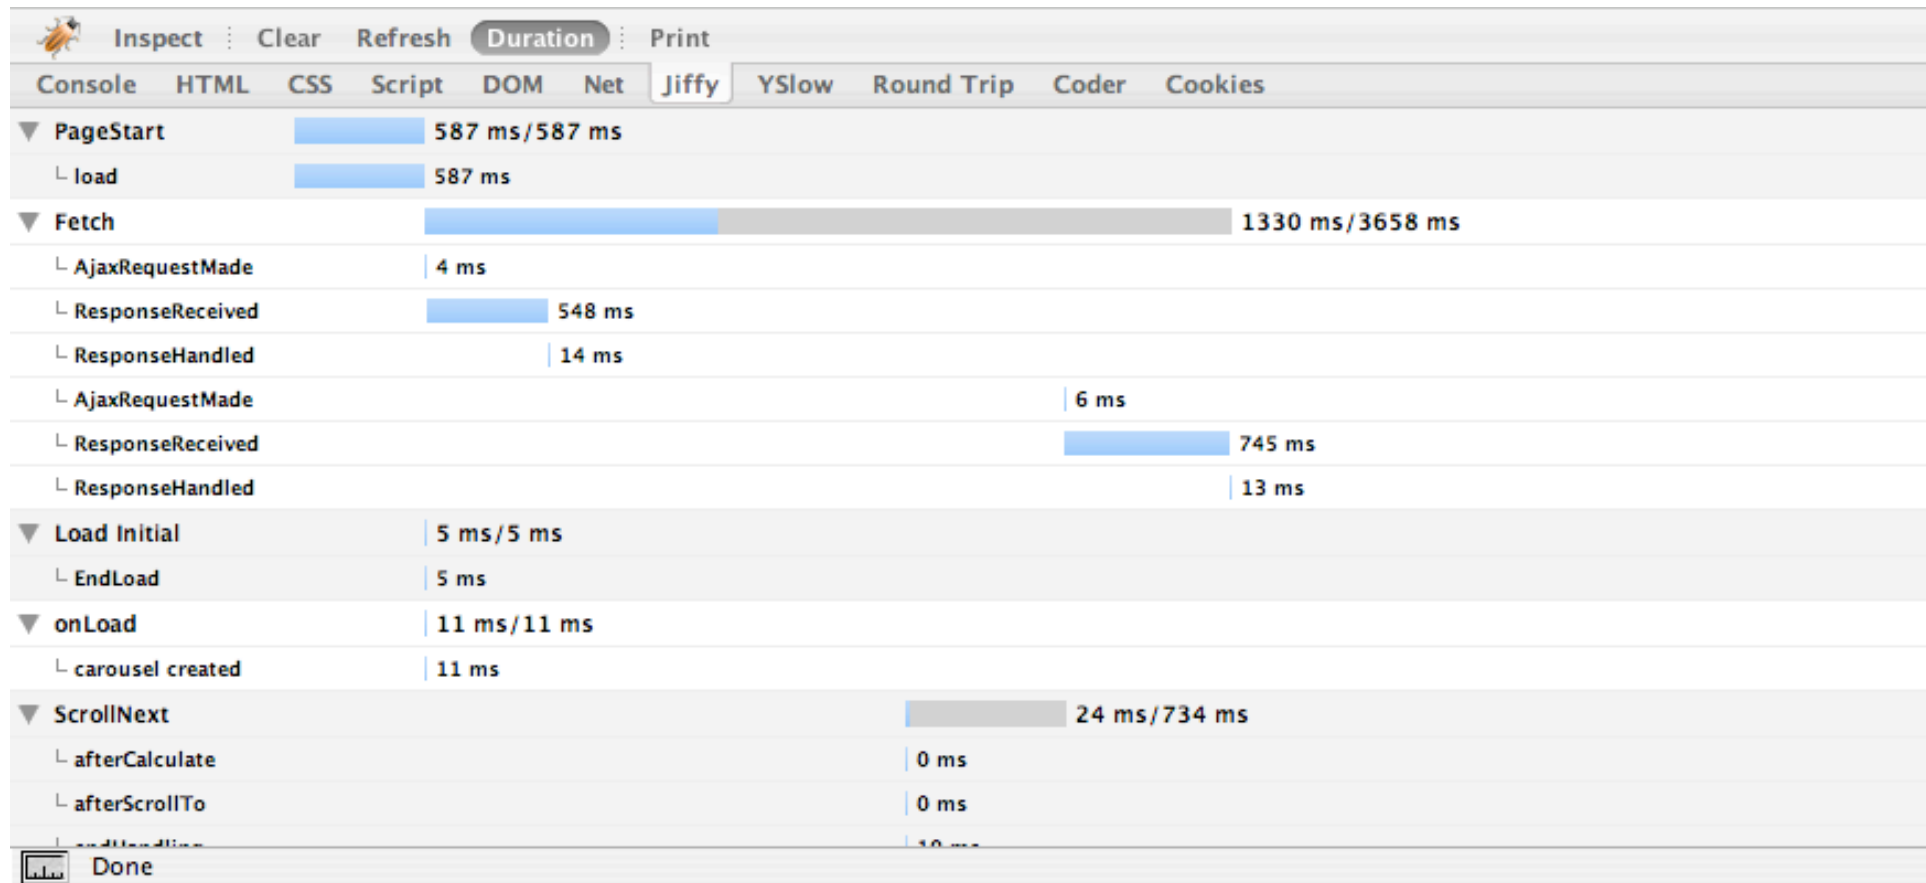 Inspect Clear Refresh Duration Print
Console HTML CSS Script DOM Net Jiffy YSlow Round Trip Coder Cookies
PageStart 587 ms/587 ms
load 587 ms
Fetch 1330 ms/3658 ms
AjaxRequestMade 4 ms
ResponseReceived 548 ms
ResponseHandled 14 ms
AjaxRequestMade 6 ms
ResponseReceived 745 ms
ResponseHandled 13 ms
Load Initial 5 ms/5 ms
EndLoad 5 ms
onLoad 11 ms/11 ms
carousel created 11 ms
ScrollNext 24 ms/734 ms
afterCalculate 0 ms
afterScrollTo 0 ms
Done